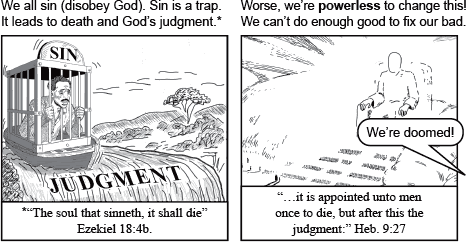 We all sin (disobey God). Sin is a trap.
It leads to death and God's judgment.*
SIN
JUDGMENT
*“The soul that sinneth, it shall die”
Ezekiel 18:4b.
Worse, we're powerless to change this!
We can't do enough good to fix our bad.
We're doomed!
“…it is appointed unto men
once to die, but after this the
judgment:” Heb. 9:27